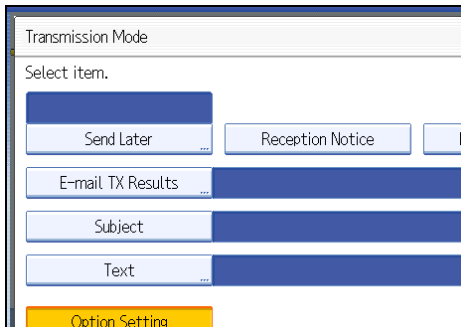 Transmission Mode
Select item.
Send Later
Reception Notice
E-mail TX Results
Subject
Text
Option Setting